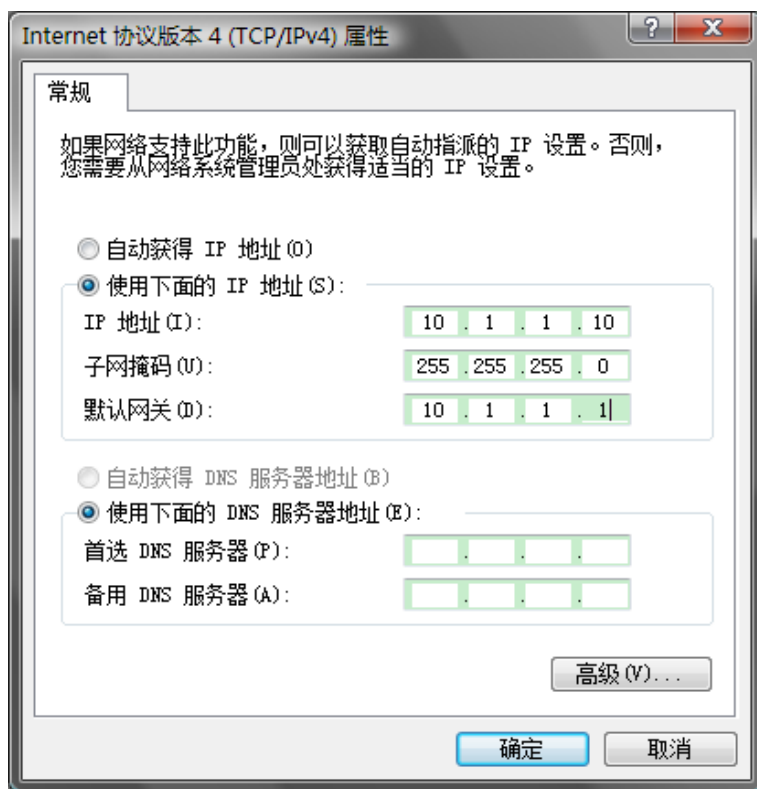 Internet 协议版本 4 (TCP/IPv4) 属性
常规
如果网络支持此功能，则可以获取自动指派的 IP 设置。否则，
您需要从网络系统管理员处获得适当的 IP 设置。
自动获得 IP 地址(O)
使用下面的 IP 地址(S):
IP 地址(I): 10 . 1 . 1 . 10
子网掩码(U): 255 .255 .255 . 0
默认网关(D): 10 . 1 . 1 . 1
自动获得 DNS 服务器地址(B)
使用下面的 DNS 服务器地址(E):
首选 DNS 服务器(P): . . .
备用 DNS 服务器(A): . . .
高级(V)...
确定 取消